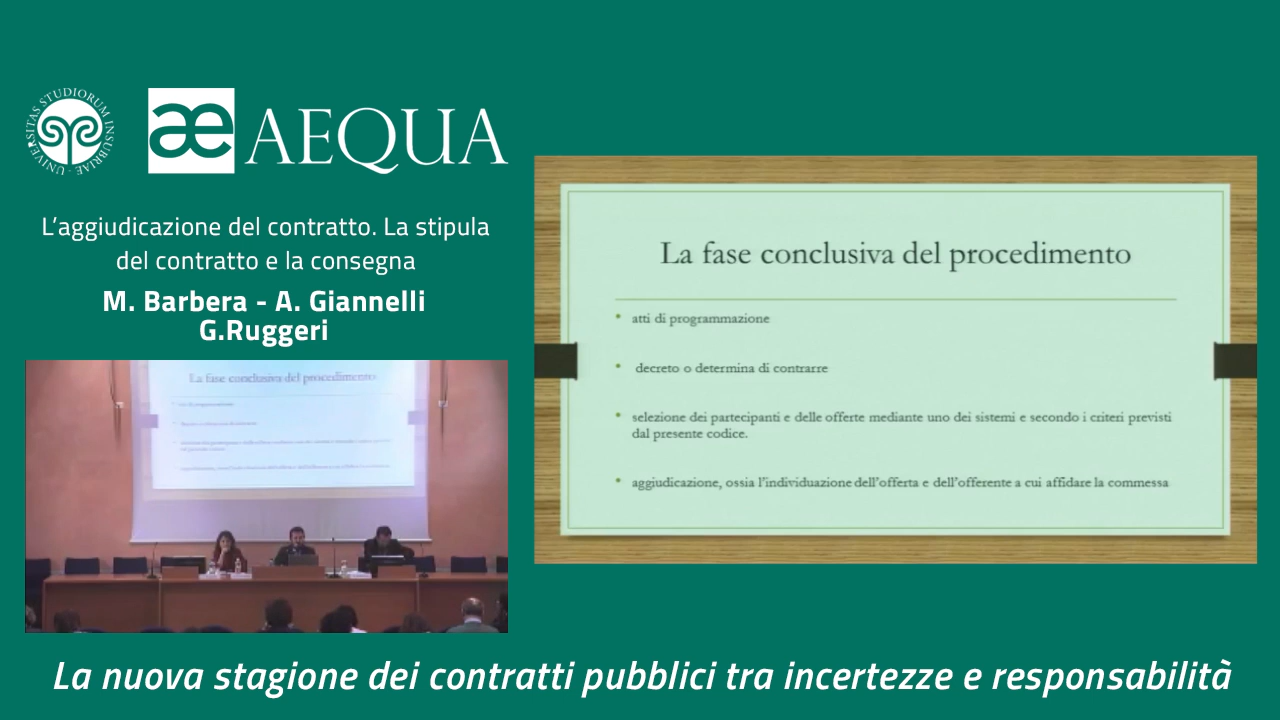 UNIVERSITAS STUDIORUM INSUBRIAE
æ AEQUA
L'aggiudicazione del contratto. La stipula
del contratto e la consegna
M. Barbera - A. Giannelli
G.Ruggeri
La fase conclusiva del procedimento
La fase conclusiva del procedimento
• atti di programmazione
• decreto o determina di contrarre
• selezione dei partecipanti e delle offerte mediante uno dei sistemi e secondo i criteri previsti
dal presente codice.
• aggiudicazione, ossia l'individuazione dell'offerta e dell'offerente a cui affidare la commessa
La nuova stagione dei contratti pubblici tra incertezze e responsabilità